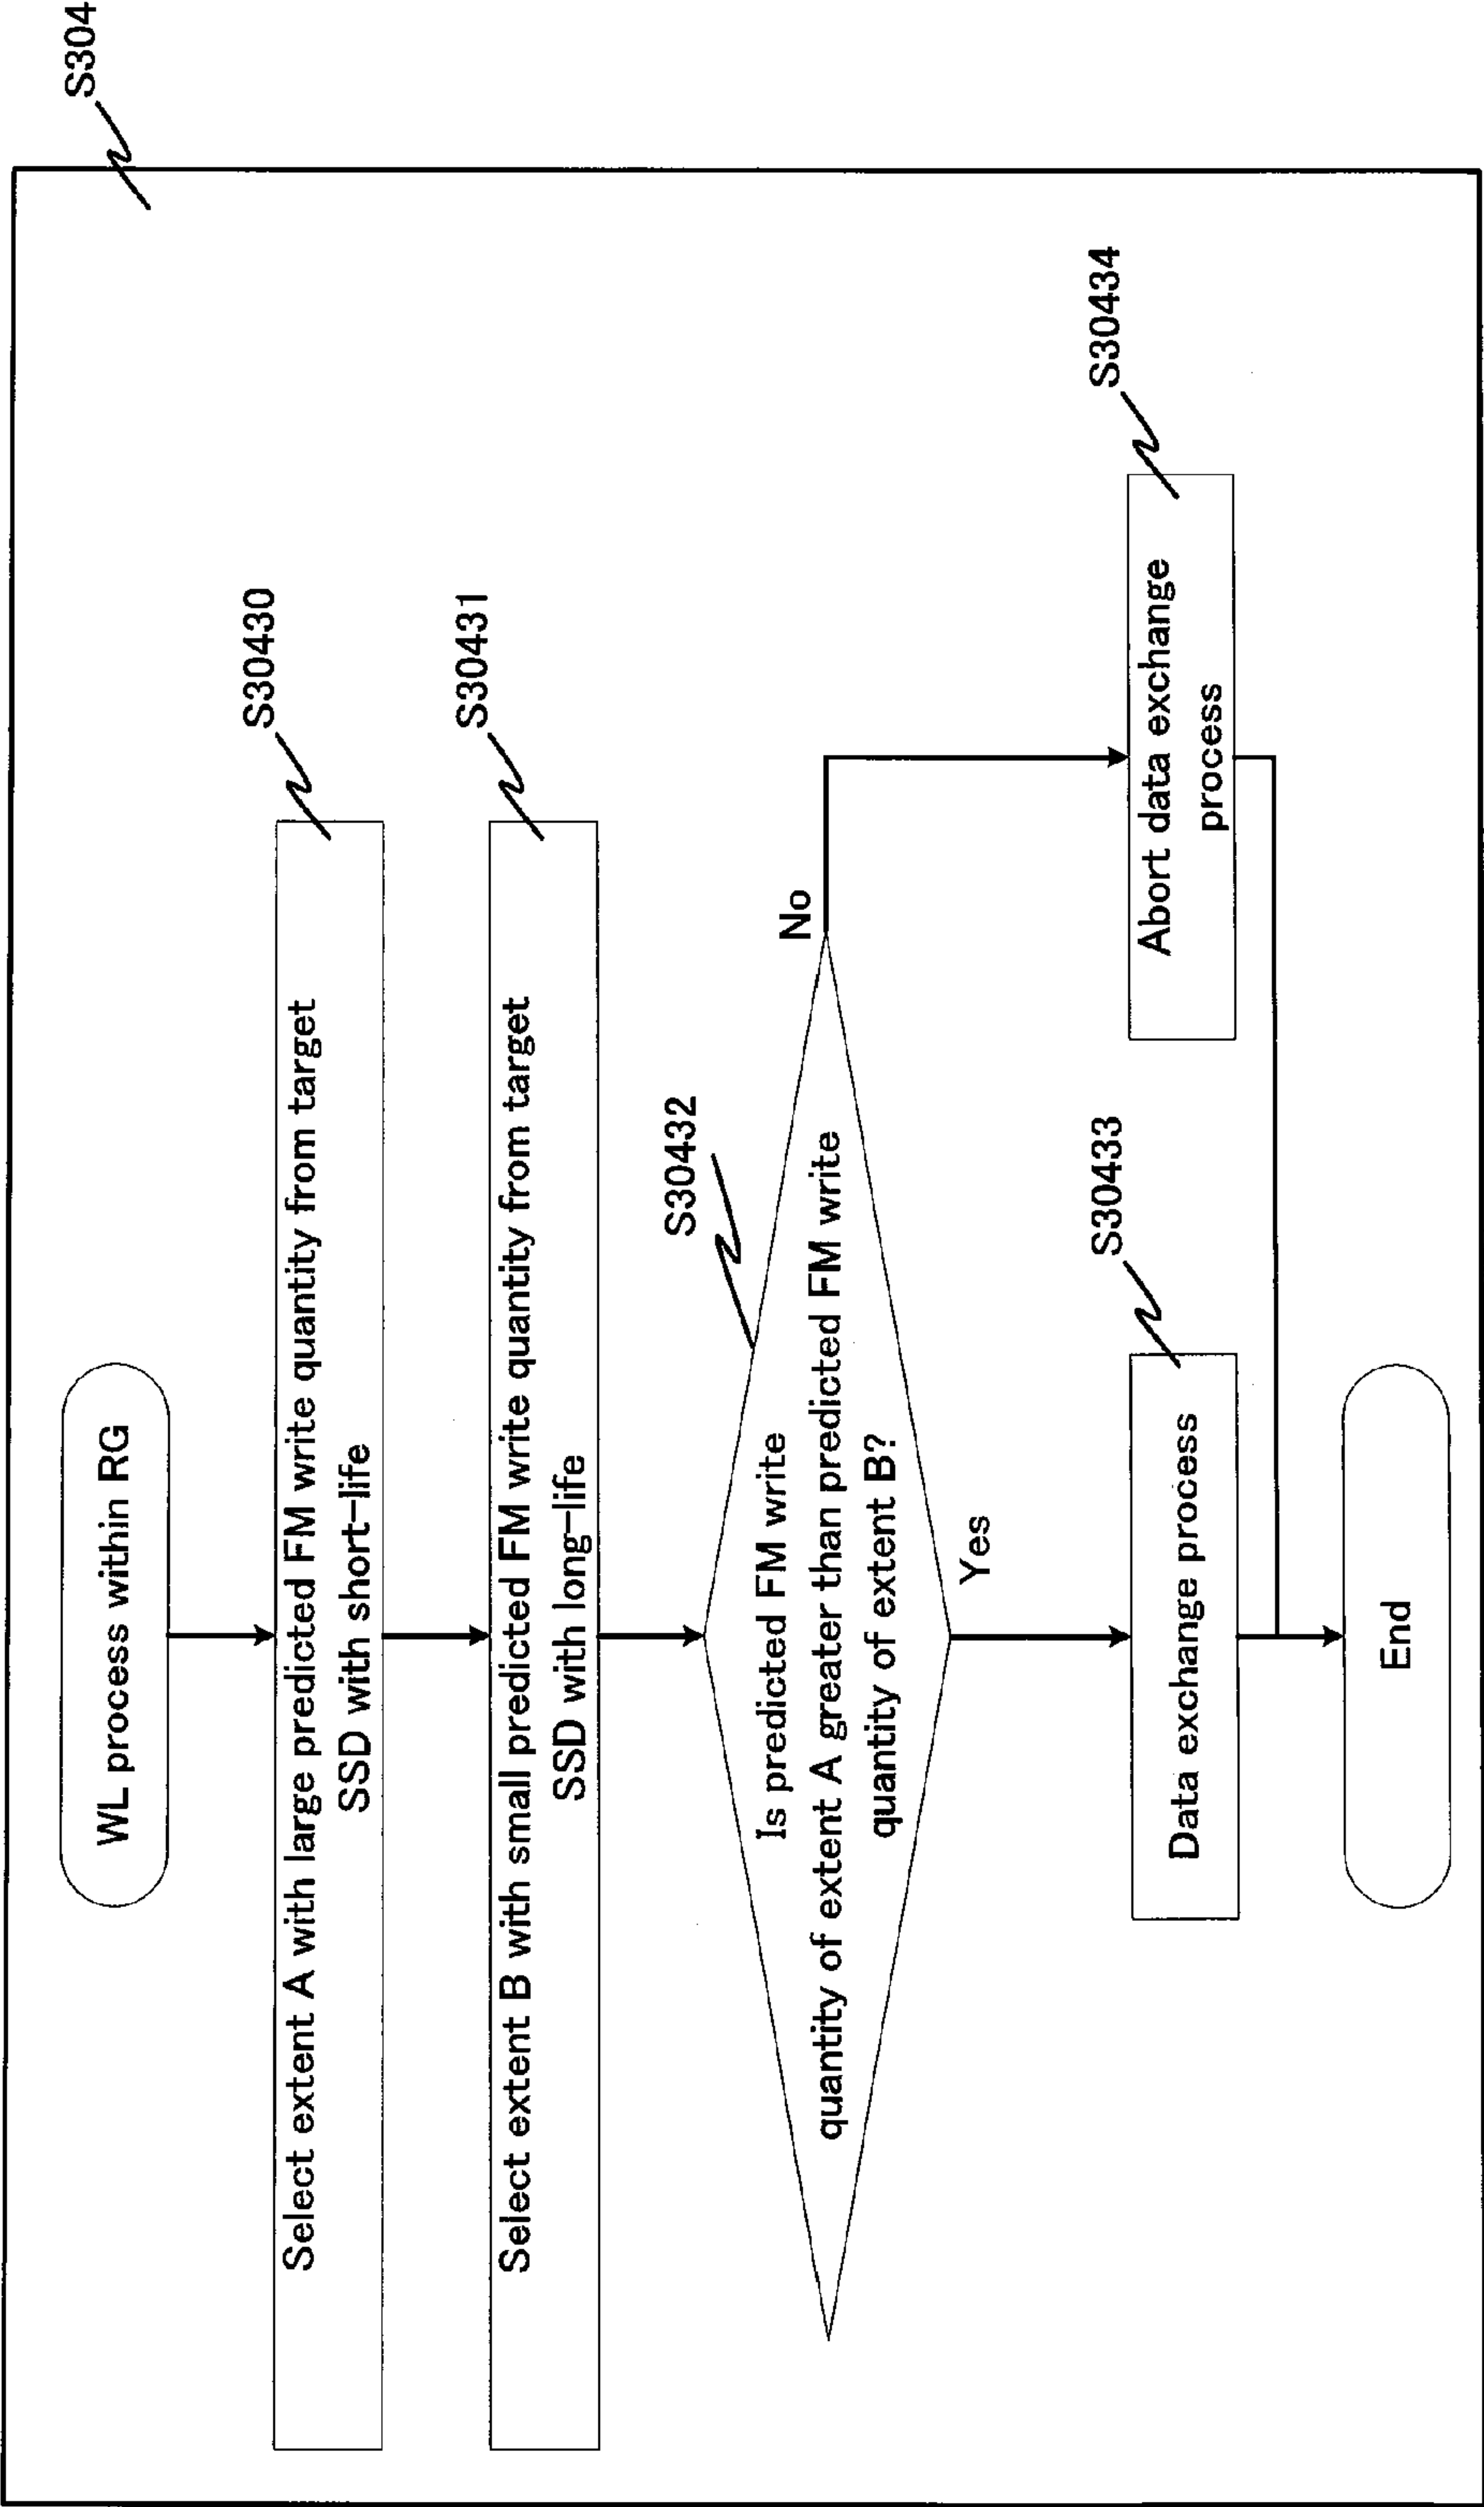 S304
WL process within RG
S30430
Select extent A with large predicted FM write quantity from target
SSD with short-life
S30431
Select extent B with small predicted FM write quantity from target
SSD with long-life
S30432
Is predicted FM write
quantity of extent A greater than predicted FM write
quantity of extent B?
No
Yes
S30433
Data exchange process
S30434
Abort data exchange
process
End